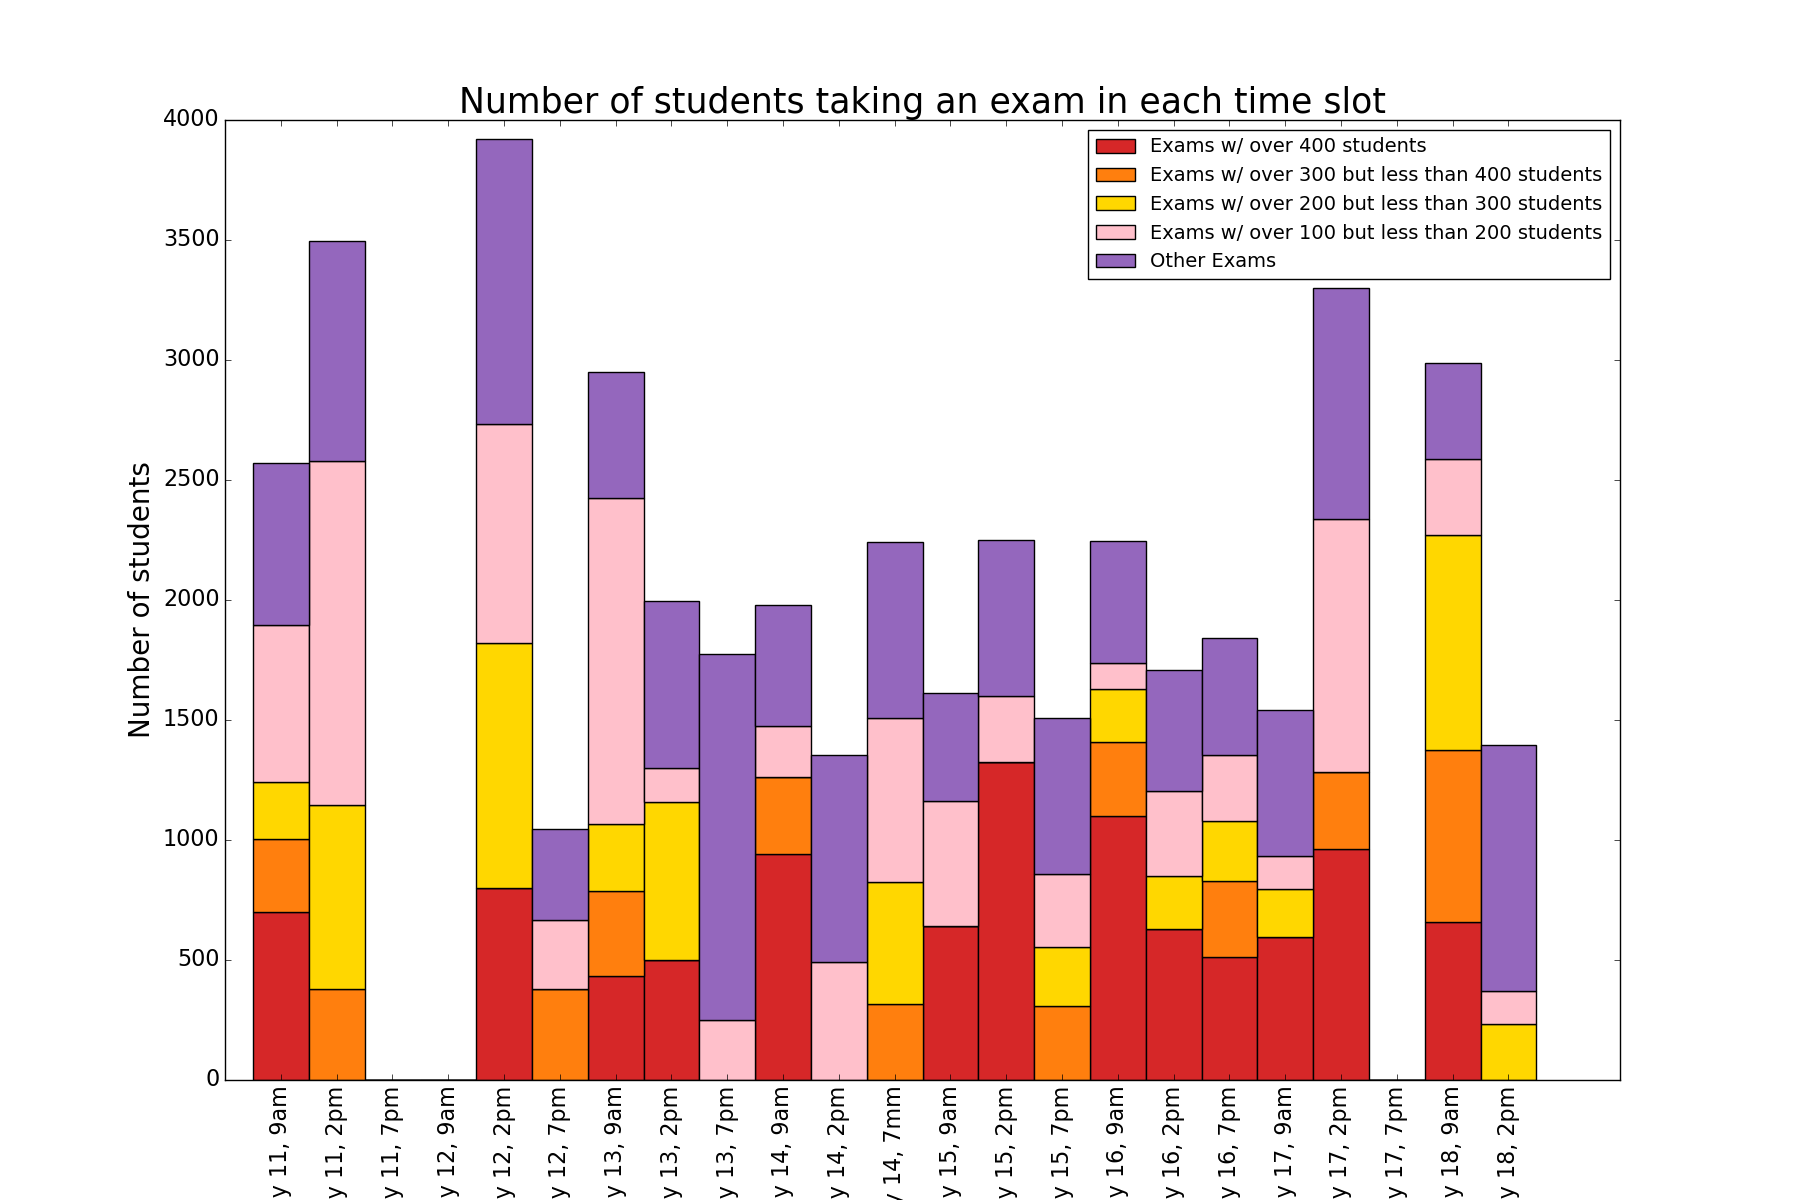 Number of students taking an exam in each time slot
Exams w/ over 400 students
Exams w/ over 300 but less than 400 students
Exams w/ over 200 but less than 300 students
Exams w/ over 100 but less than 200 students
Other Exams
Number of students
4000
3500
3000
2500
2000
1500
1000
500
0
y 11, 9am
y 11, 2pm
y 11, 7pm
y 12, 9am
y 12, 2pm
y 12, 7pm
y 13, 9am
y 13, 2pm
y 13, 7pm
y 14, 9am
y 14, 2pm
y 14, 7mm
y 15, 9am
y 15, 2pm
y 15, 7pm
y 16, 9am
y 16, 2pm
y 16, 7pm
y 17, 9am
y 17, 2pm
y 17, 7pm
y 18, 9am
y 18, 2pm